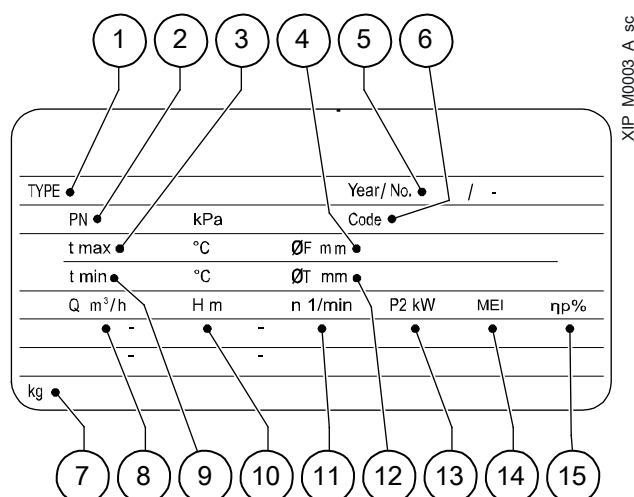 1 2 3 4 5 6
XIP M0003 A sc
TYPE Year/ No. / -
PN kPa Code
t max °C ØF mm
t min °C ØT mm
Q m³/h H m n 1/min P2 kW MEI ηp%
- -
- -
kg
7 8 9 10 11 12 13 14 15